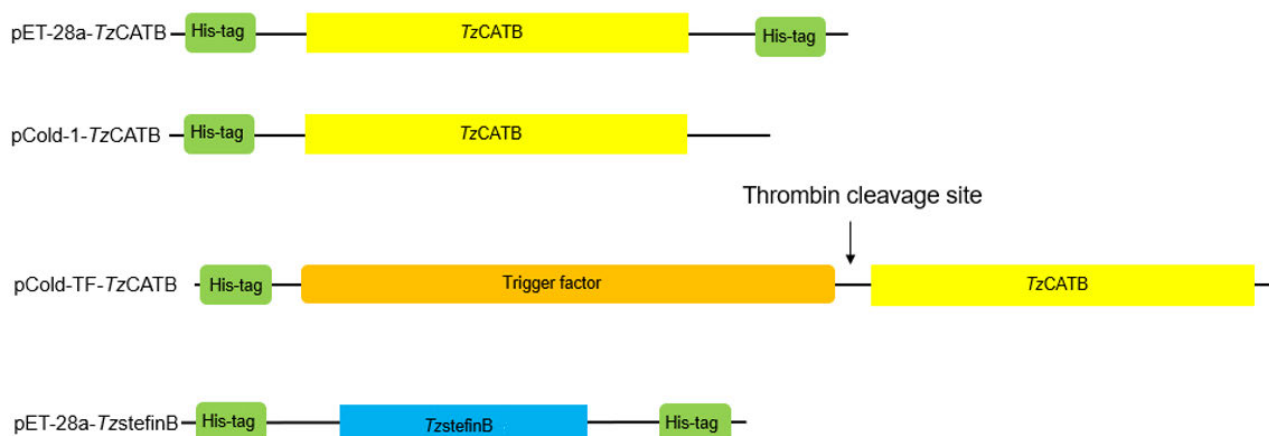 pET-28a-TzCATB His-tag TzCATB His-tag
pCold-1-TzCATB His-tag TzCATB
Thrombin cleavage site
pCold-TF-TzCATB His-tag Trigger factor TzCATB
pET-28a-TzstefinB His-tag TzstefinB His-tag